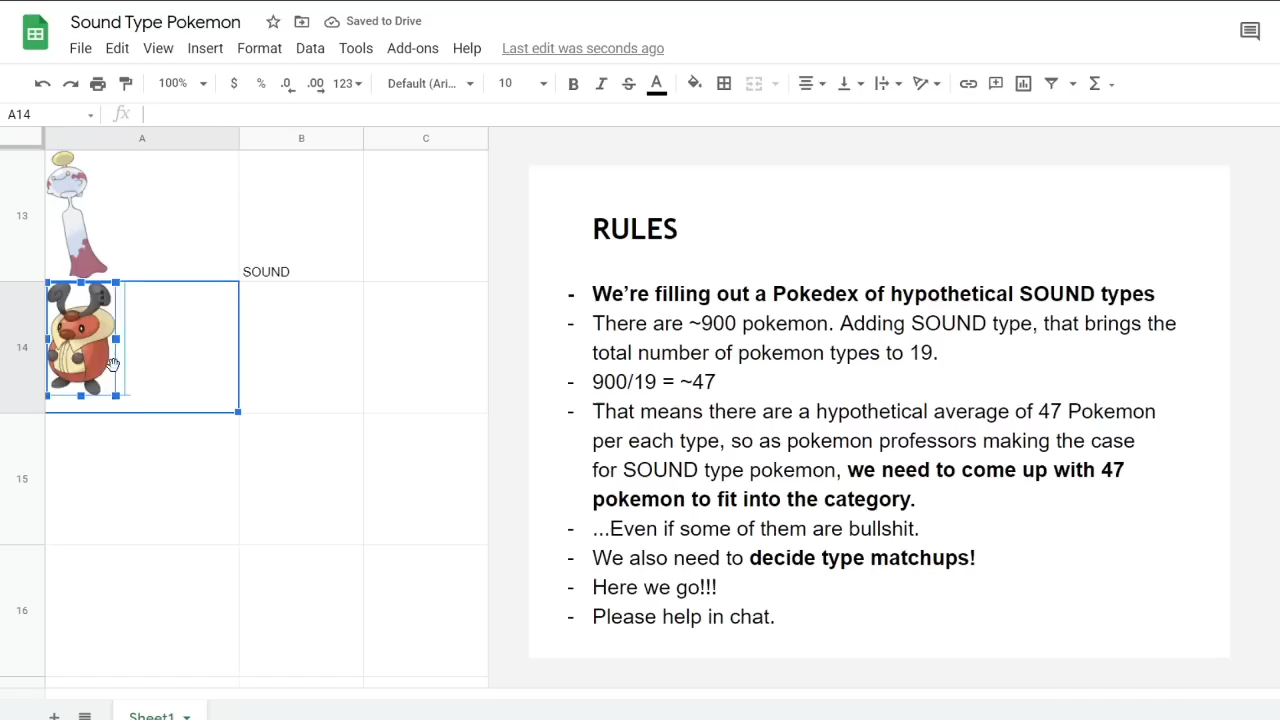 Sound Type Pokemon
Saved to Drive
File Edit View Insert Format Data Tools Add-ons Help Last edit was seconds ago
100% $ % .0 .00 123 Default (Ari... 10 B I S A Σ
A14 fx
A B C
13
SOUND
14
15
16
Sheet1
RULES
- We’re filling out a Pokedex of hypothetical SOUND types
- There are ~900 pokemon. Adding SOUND type, that brings the
total number of pokemon types to 19.
- 900/19 = ~47
- That means there are a hypothetical average of 47 Pokemon
per each type, so as pokemon professors making the case
for SOUND type pokemon, we need to come up with 47
pokemon to fit into the category.
- ...Even if some of them are bullshit.
- We also need to decide type matchups!
- Here we go!!!
- Please help in chat.